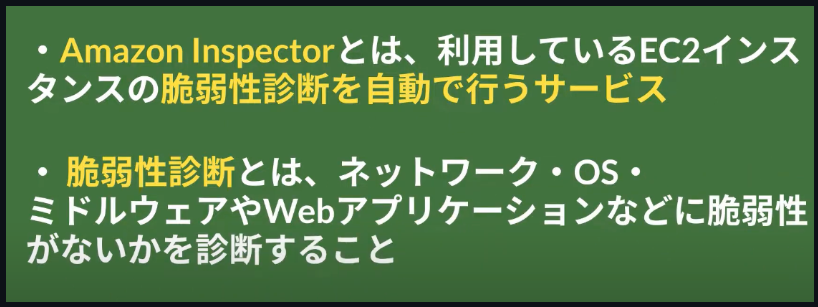 ・Amazon Inspectorとは、利用しているEC2インス
タンスの脆弱性診断を自動で行うサービス
・ 脆弱性診断とは、ネットワーク・OS・
ミドルウェアやWebアプリケーションなどに脆弱性
がないかを診断すること